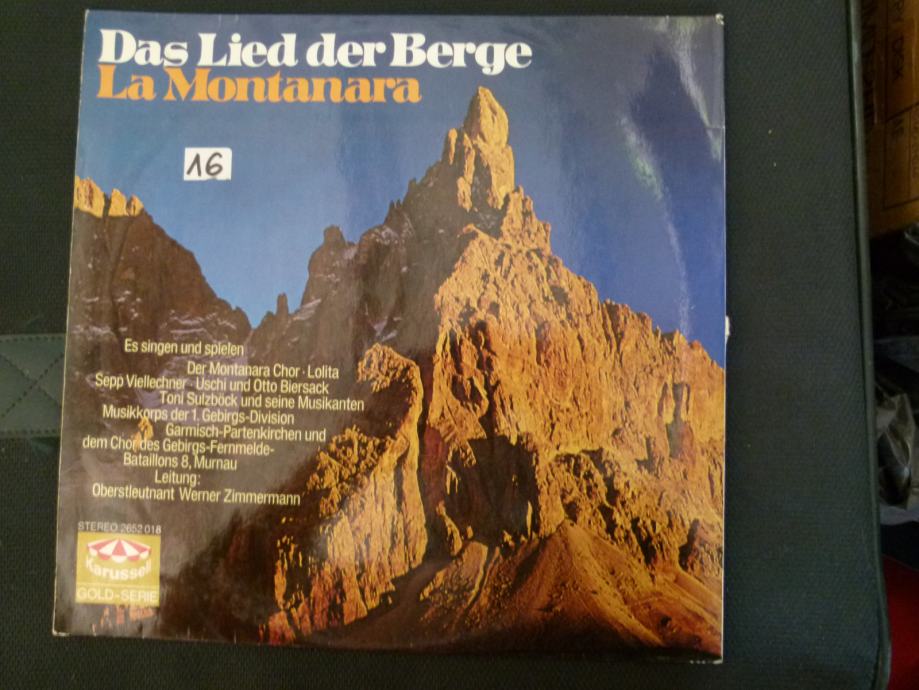 Das Lied der Berge
La Montanara
16
Es singen und spielen
Der Montanara Chor · Lolita
Sepp Viellechner · Uschi und Otto Biersack
Toni Sulzböck und seine Musikanten
Musikkorps der 1. Gebirgs-Division
Garmisch-Partenkirchen und
dem Chor des Gebirgs-Fernmelde-
Bataillons 8, Murnau
Leitung:
Oberstleutnant Werner Zimmermann
STEREO 2652 018
Karussell
GOLD-SERIE